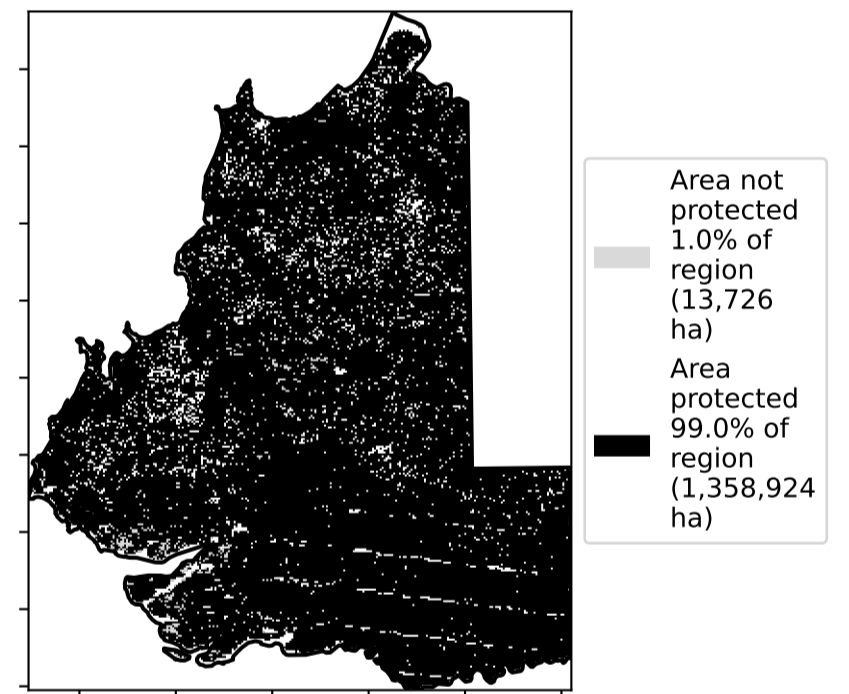 Area not
protected
1.0% of
region
(13,726
ha)
Area
protected
99.0% of
region
(1,358,924
ha)